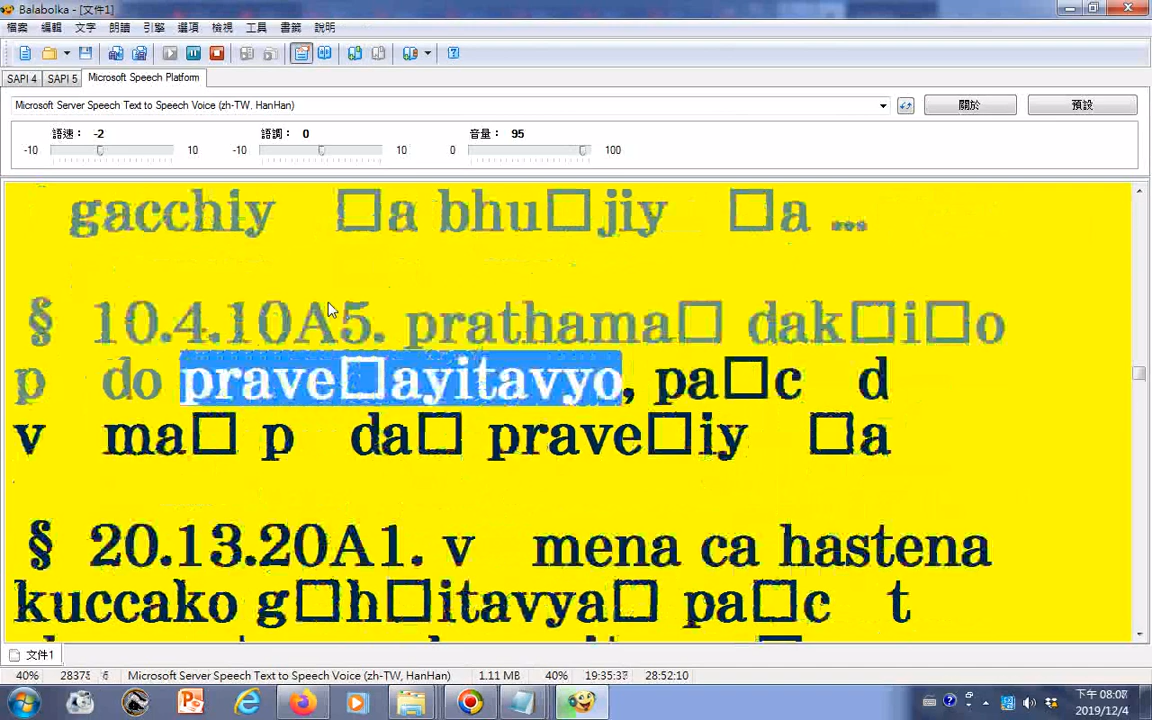 Balabolka - [文件1]
檔案 編輯 文字 朗讀 引擎 選項 檢視 工具 書籤 說明
SAPI 4 SAPI 5 Microsoft Speech Platform
Microsoft Server Speech Text to Speech Voice (zh-TW, HanHan) 關於 預設
語速： -2 語調： 0 音量： 95
-10 10 -10 10 0 100
gacchiy □a bhu□jiy □a ...
§ 10.4.10A5. prathama□ dak□i□o
p do prave□ayitavyo, pa□c d
v ma□ p da□ prave□iy □a
§ 20.13.20A1. v mena ca hastena
kuccako g□h□itavya□ pa□c t
文件1
40% Microsoft Server Speech Text to Speech Voice (zh-TW, HanHan) 1.11 MB 40% 19:35:37 28:52:10
下午 08:07
2019/12/4